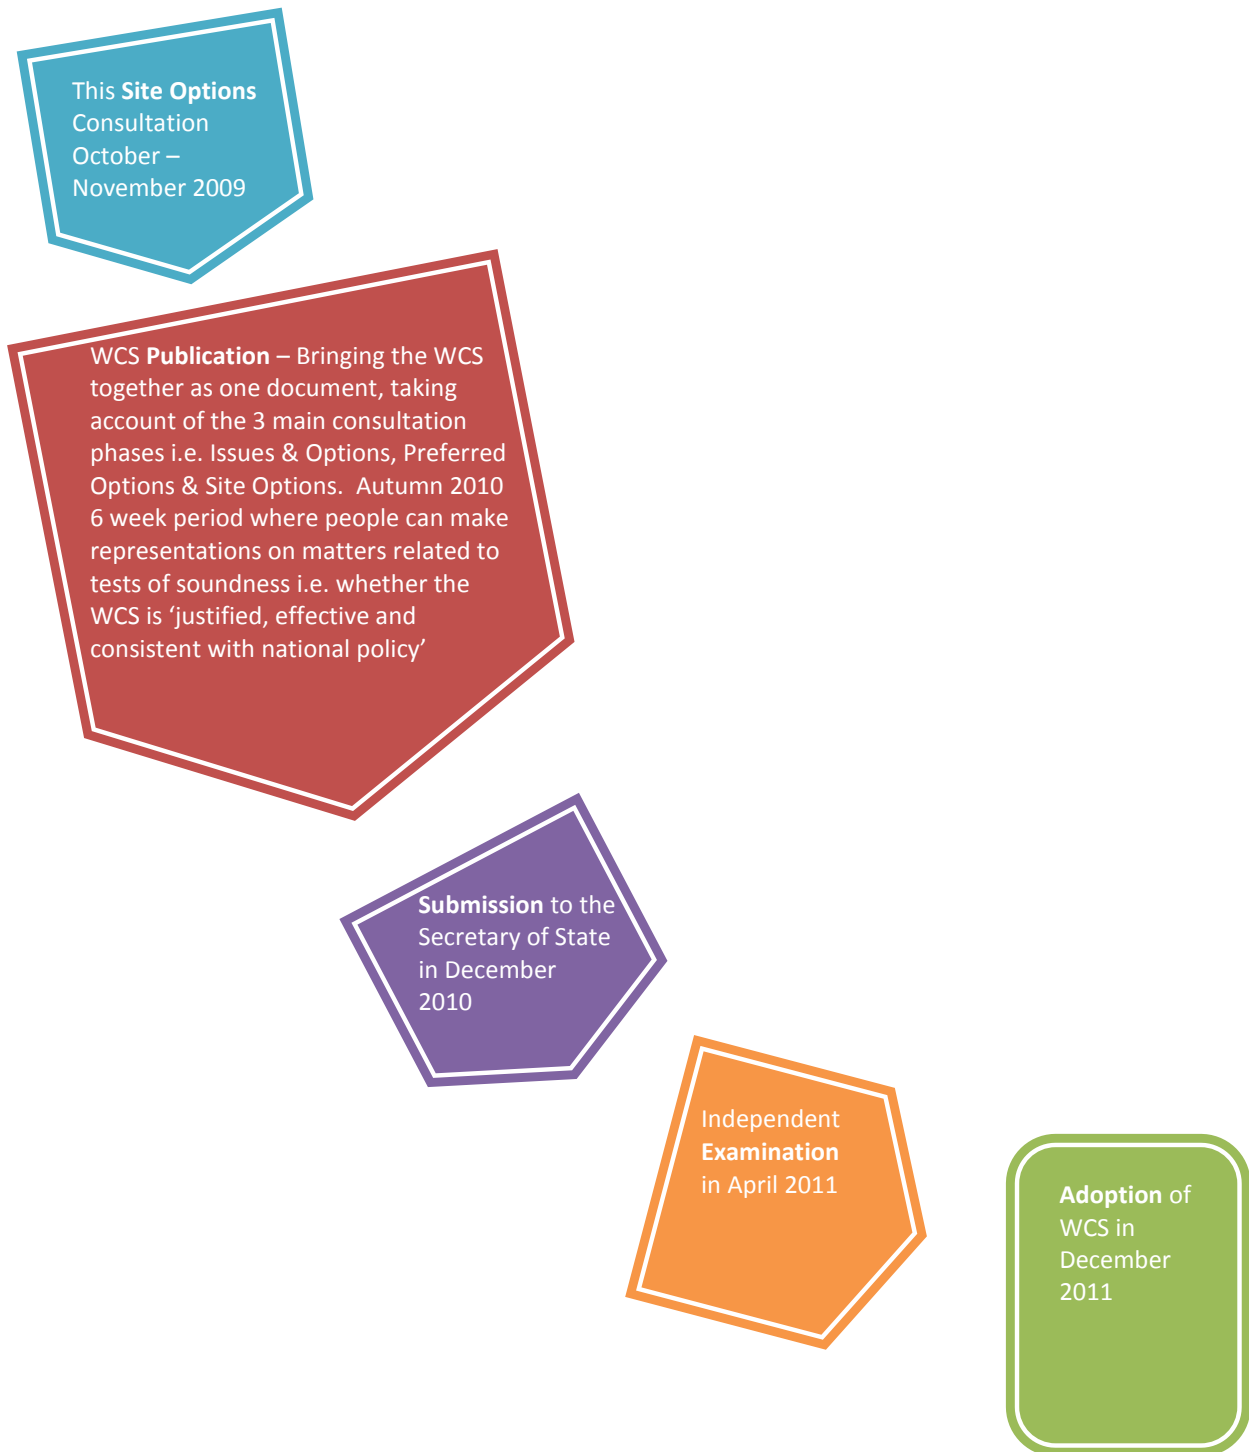 This Site Options
Consultation
October –
November 2009
WCS Publication – Bringing the WCS
together as one document, taking
account of the 3 main consultation
phases i.e. Issues & Options, Preferred
Options & Site Options.  Autumn 2010
6 week period where people can make
representations on matters related to
tests of soundness i.e. whether the
WCS is ‘justified, effective and
consistent with national policy’
Submission to the
Secretary of State
in December
2010
Independent
Examination
in April 2011
Adoption of
WCS in
December
2011